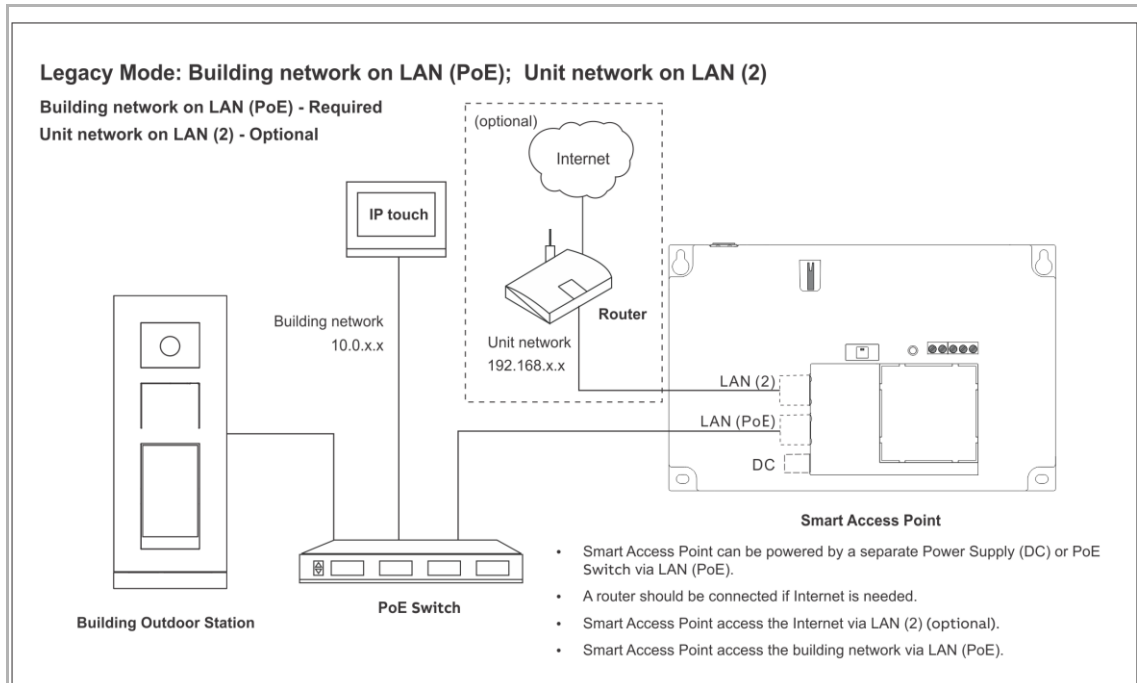 Legacy Mode: Building network on LAN (PoE);  Unit network on LAN (2)
Building network on LAN (PoE) - Required
Unit network on LAN (2) - Optional
(optional)
Internet
IP touch
Building network
10.0.x.x
Router
Unit network
192.168.x.x
LAN (2)
LAN (PoE)
DC
Smart Access Point
PoE Switch
Building Outdoor Station
• Smart Access Point can be powered by a separate Power Supply (DC) or PoE
Switch via LAN (PoE).
• A router should be connected if Internet is needed.
• Smart Access Point access the Internet via LAN (2) (optional).
• Smart Access Point access the building network via LAN (PoE).